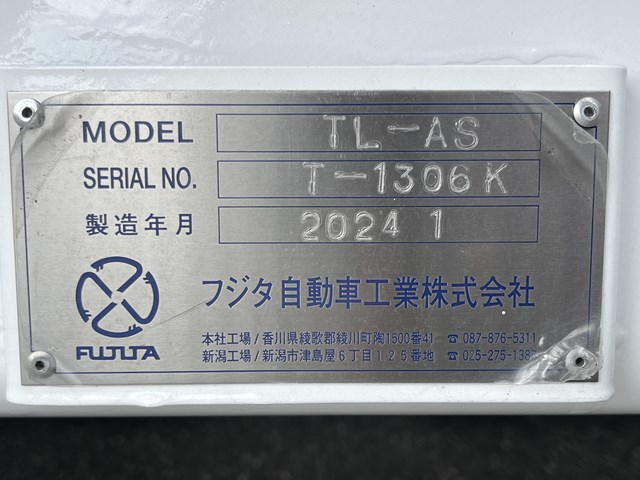 MODEL TL-AS
SERIAL NO. T-1306K
製造年月 2024 1
フジタ自動車工業株式会社
FUJITA
本社工場/香川県綾歌郡綾川町陶1500番41 ☎087-876-5311
新潟工場/新潟市津島屋6丁目125番地 ☎